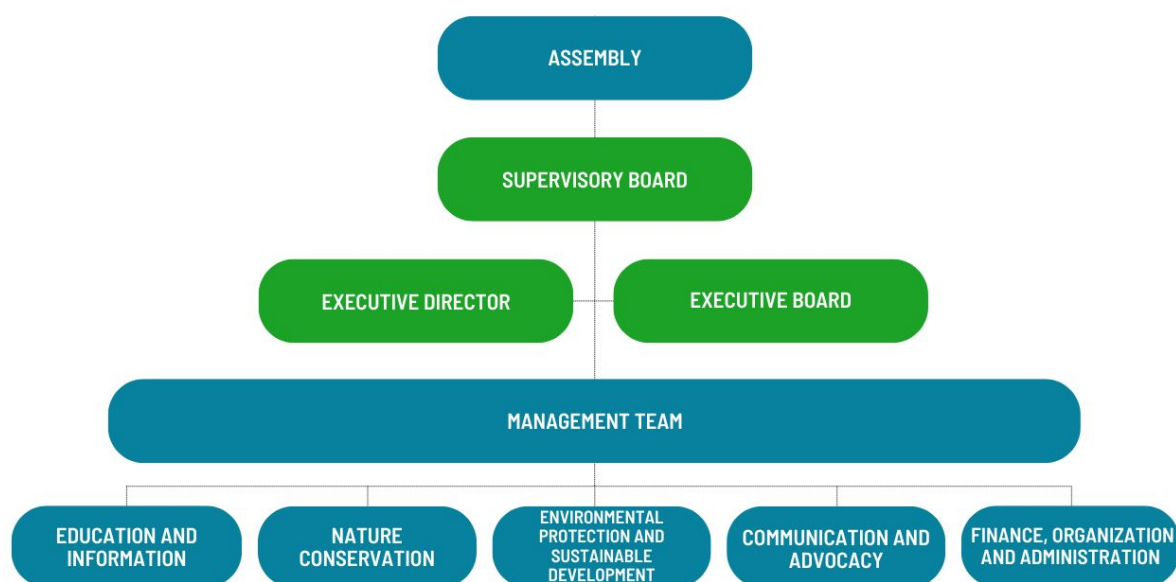 ASSEMBLY
SUPERVISORY BOARD
EXECUTIVE DIRECTOR
EXECUTIVE BOARD
MANAGEMENT TEAM
EDUCATION AND
INFORMATION
NATURE
CONSERVATION
ENVIRONMENTAL
PROTECTION AND
SUSTAINABLE
DEVELOPMENT
COMMUNICATION AND
ADVOCACY
FINANCE, ORGANIZATION
AND ADMINISTRATION